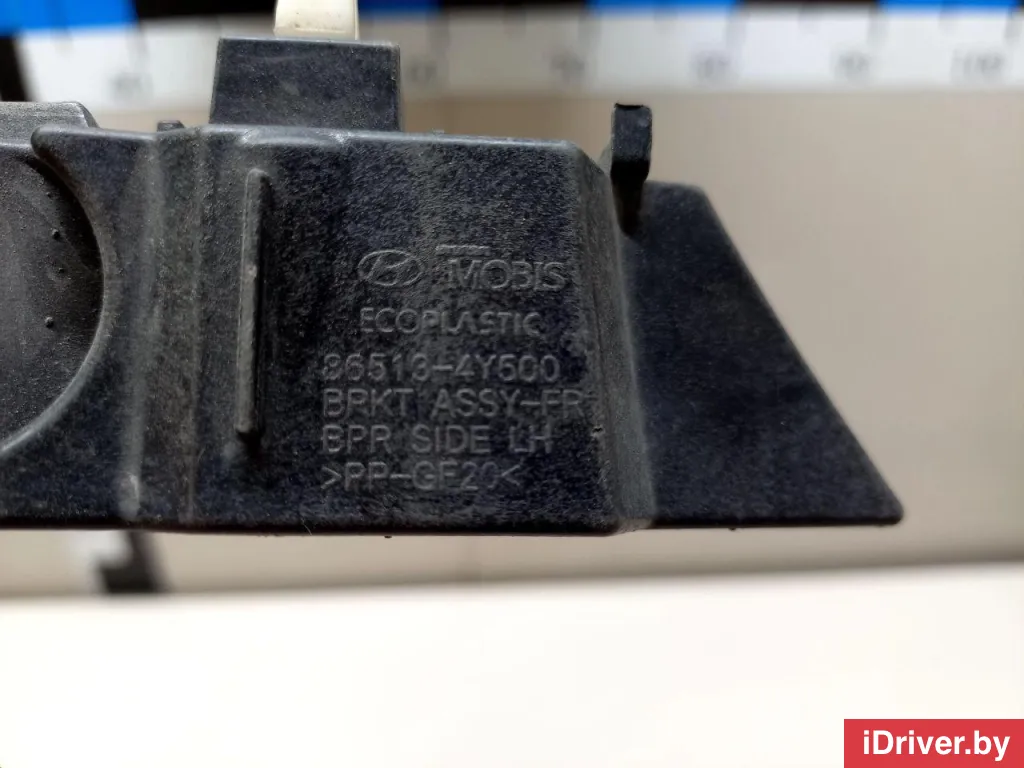 MOBIS
ECOPLASTIC
86513-4Y500
BRKT ASSY-FR
BPR SIDE LH
>PP-GF20<
iDriver.by